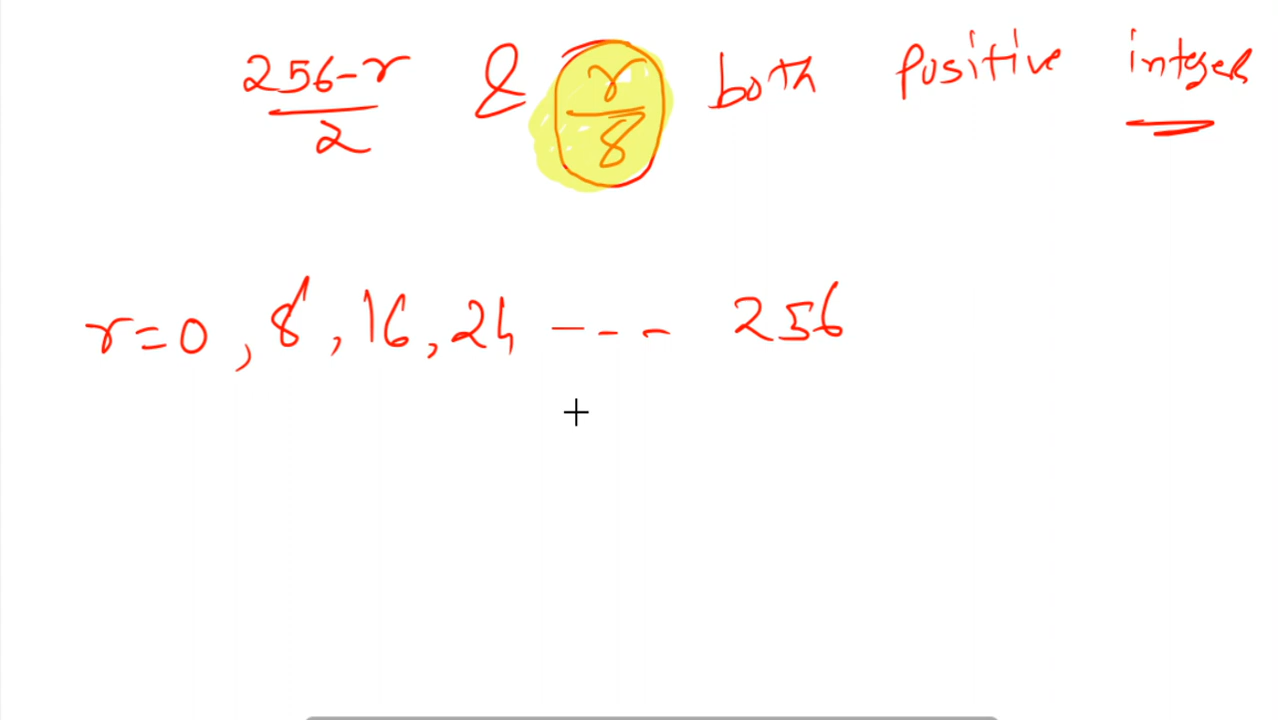 256-r/2 & r/8 both positive integer
r=0, 8, 16, 24 --- 256